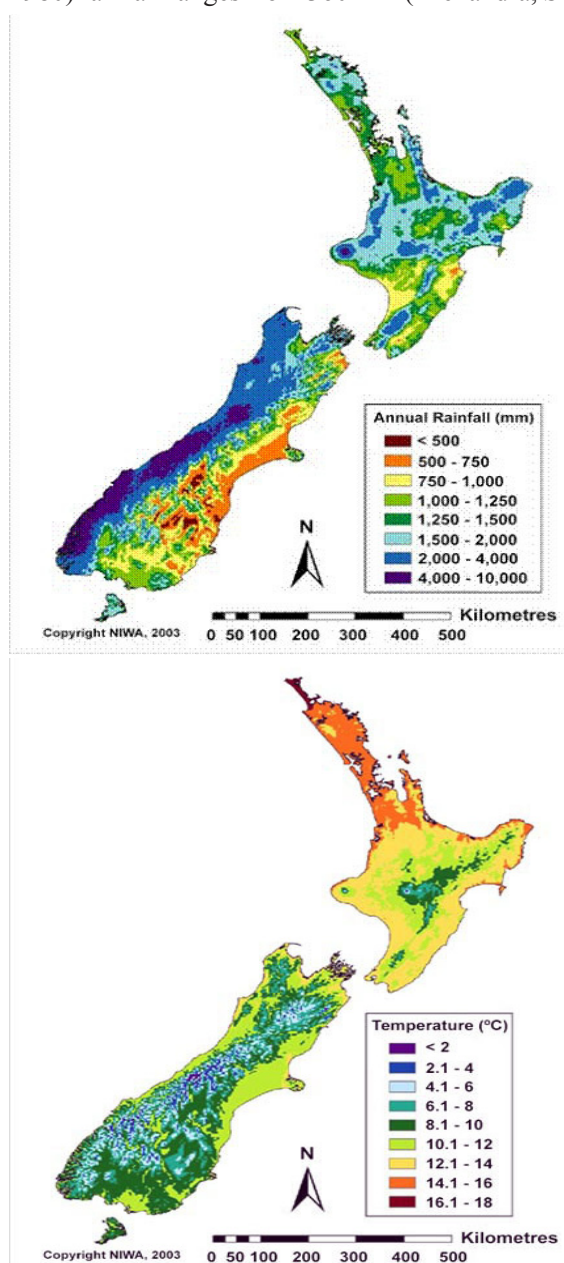 N
Annual Rainfall (mm)
< 500
500 - 750
750 - 1,000
1,000 - 1,250
1,250 - 1,500
1,500 - 2,000
2,000 - 4,000
4,000 - 10,000
Kilometres
0 50 100 200 300 400 500
Copyright NIWA, 2003
N
Temperature (ºC)
< 2
2.1 - 4
4.1 - 6
6.1 - 8
8.1 - 10
10.1 - 12
12.1 - 14
14.1 - 16
16.1 - 18
Kilometres
0 50 100 200 300 400 500
Copyright NIWA, 2003